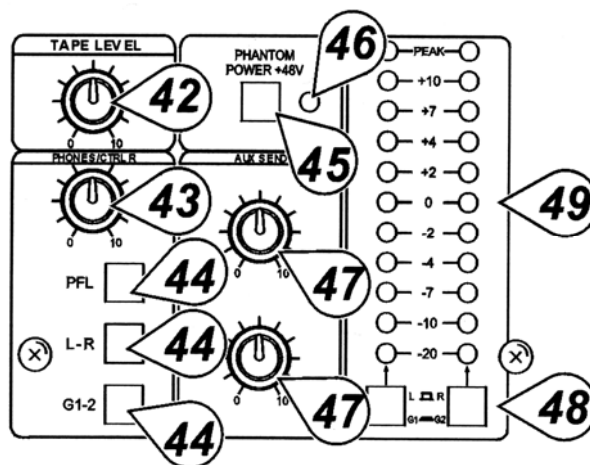 TAPE LEVEL
42
0 10
PHANTOM
POWER +48V
46
45
PHONES/CTRL R
43
0 10
AUX SEND
47
0 10
47
0 10
PFL
44
L-R
44
G1-2
44
PEAK
+10
+7
+4
+2
0
-2
-4
-7
-10
-20
49
L R
G1 G2
48